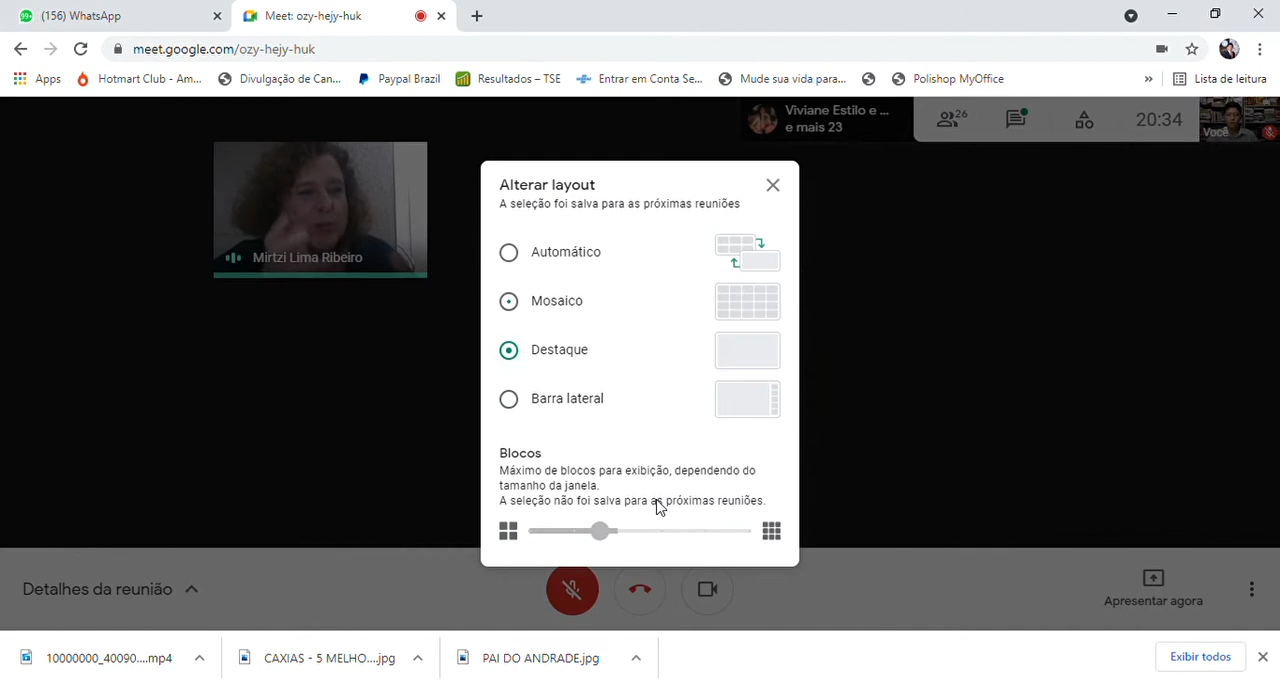 99+ (156) WhatsApp
Meet: ozy-hejy-huk
meet.google.com/ozy-hejy-huk
Apps
Hotmart Club - Am...
Divulgação de Can...
Paypal Brazil
Resultados – TSE
Entrar em Conta Se...
Mude sua vida para...
Polishop MyOffice
»
Lista de leitura
Viviane Estilo e ...
e mais 23
26
20:34
Você
Mirtzi Lima Ribeiro
Alterar layout
A seleção foi salva para as próximas reuniões
Automático
Mosaico
Destaque
Barra lateral
Blocos
Máximo de blocos para exibição, dependendo do
tamanho da janela.
A seleção não foi salva para as próximas reuniões.
Detalhes da reunião
Apresentar agora
10000000_40090....mp4
CAXIAS - 5 MELHO....jpg
PAI DO ANDRADE.jpg
Exibir todos